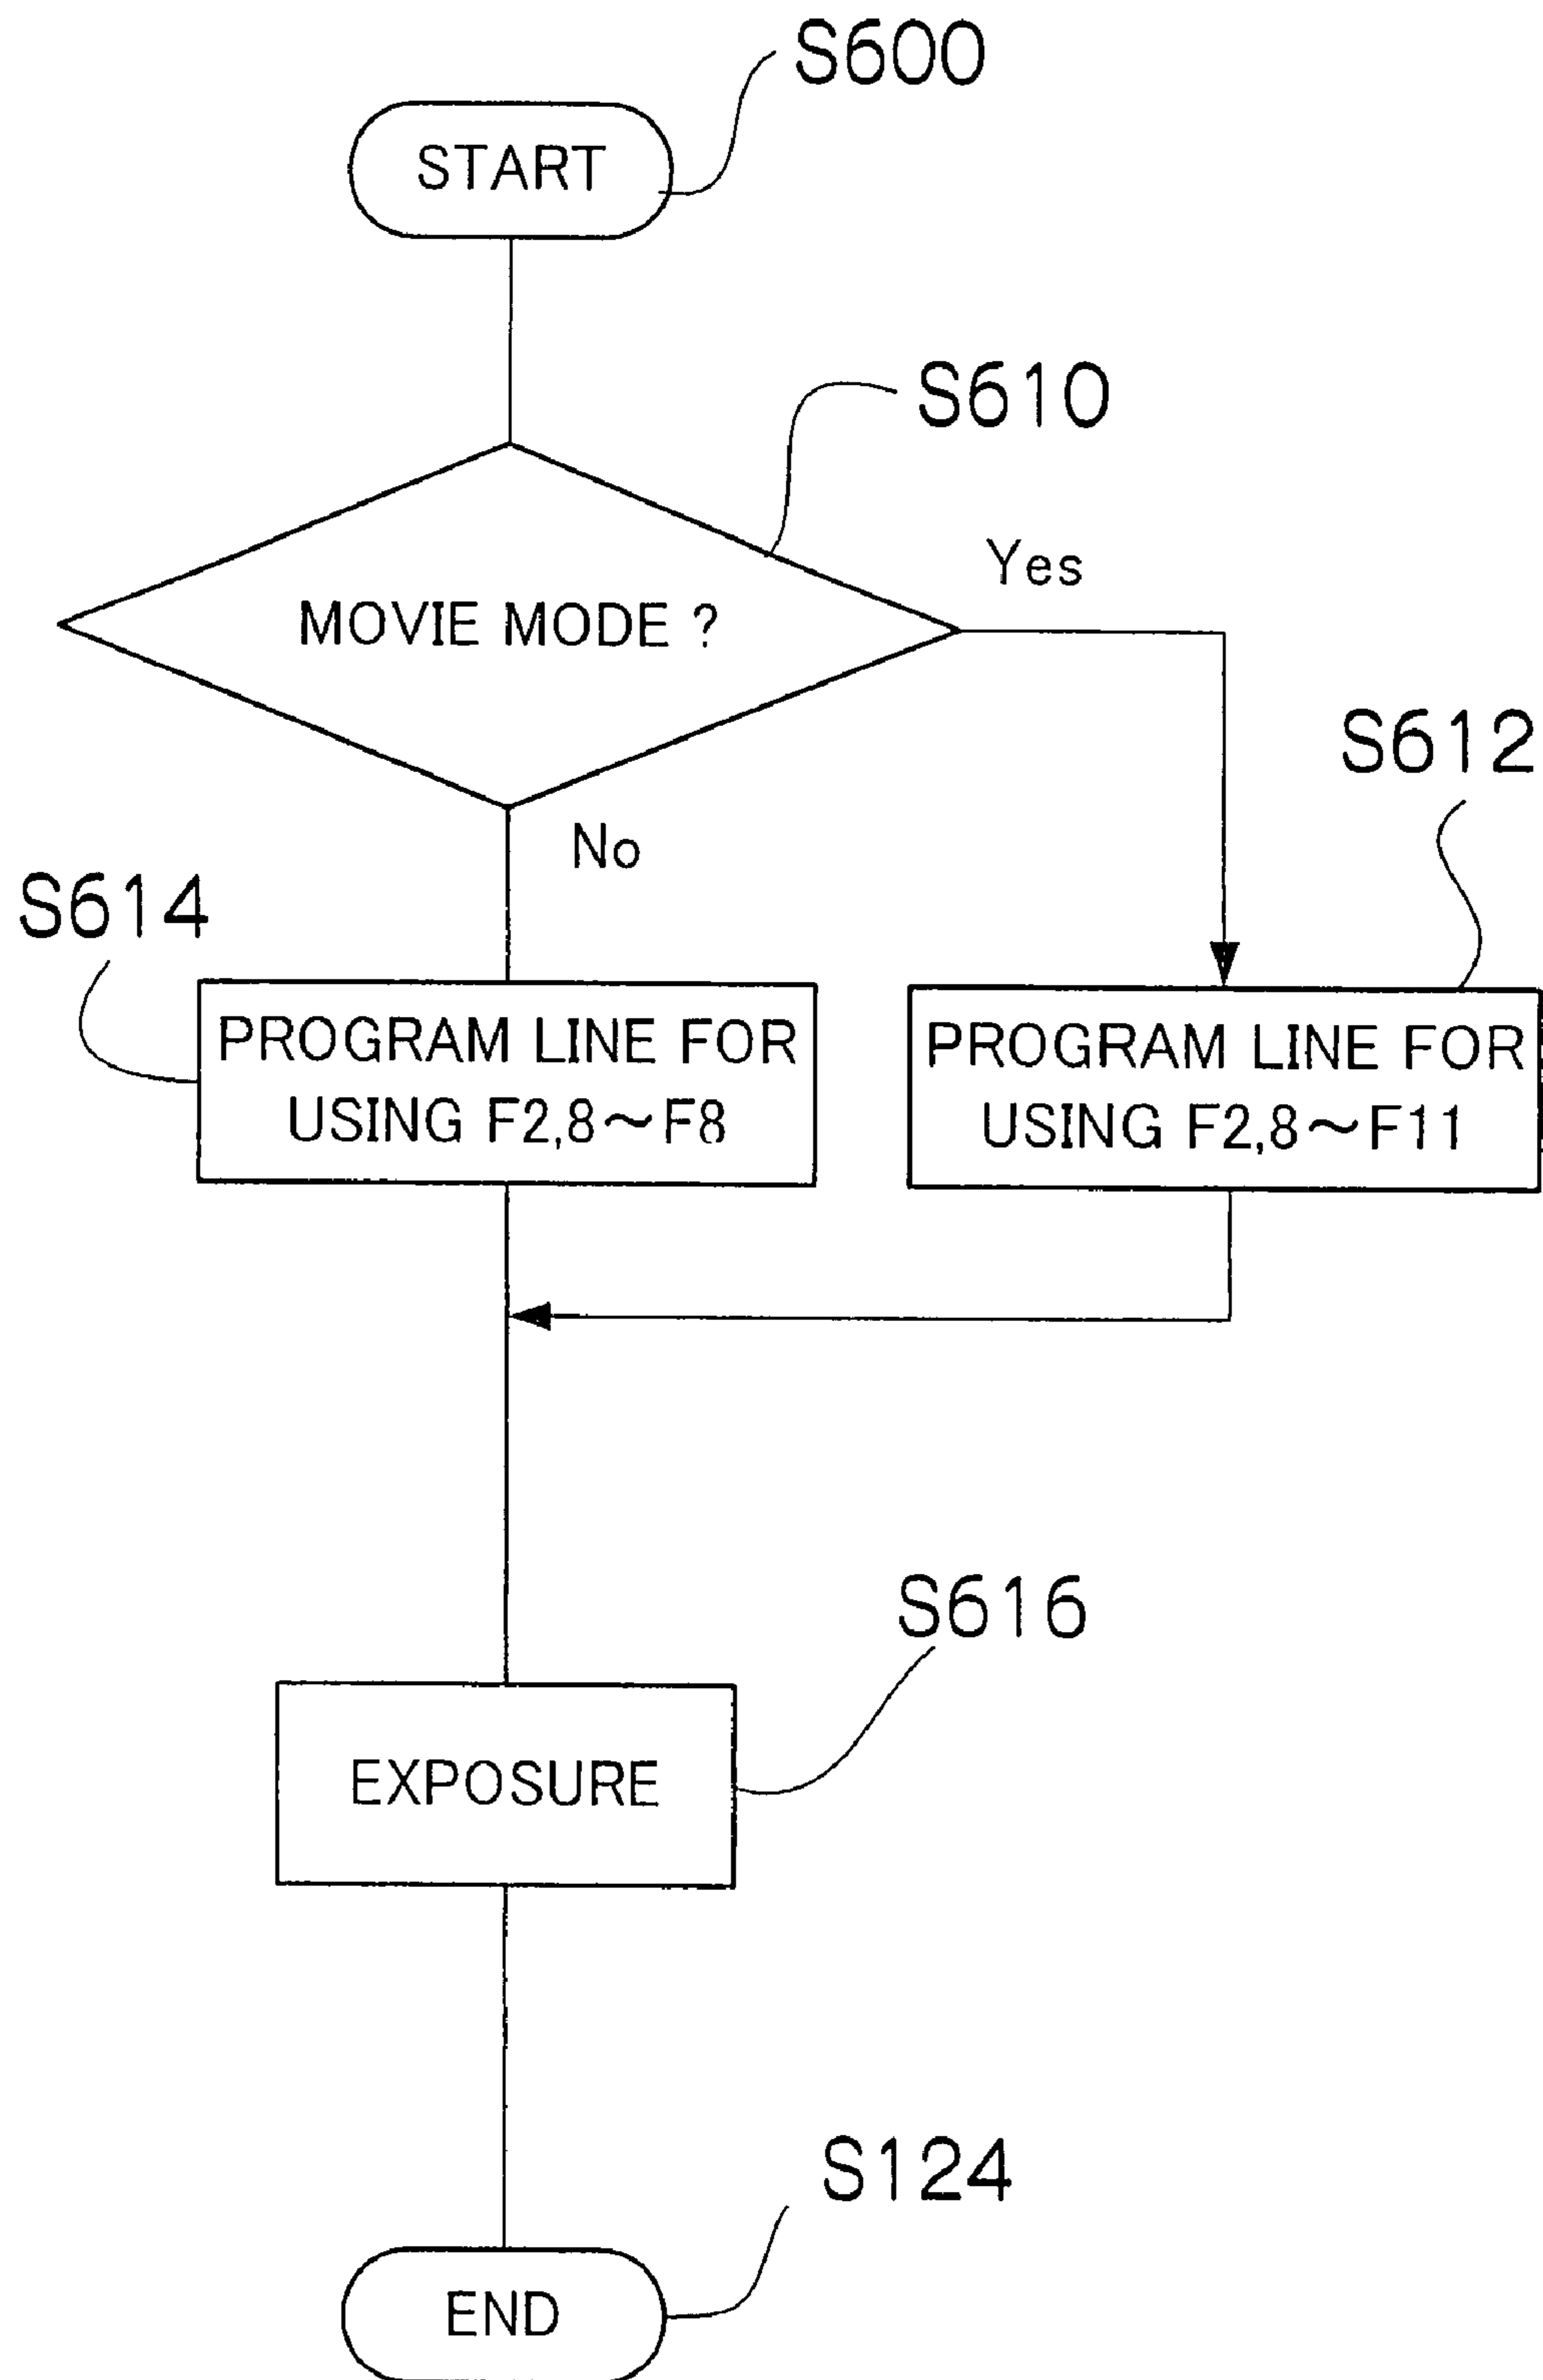 S600
START
S610
Yes
MOVIE MODE ?
S612
No
S614
PROGRAM LINE FOR
USING F2,8~F8
PROGRAM LINE FOR
USING F2,8~F11
S616
EXPOSURE
S124
END